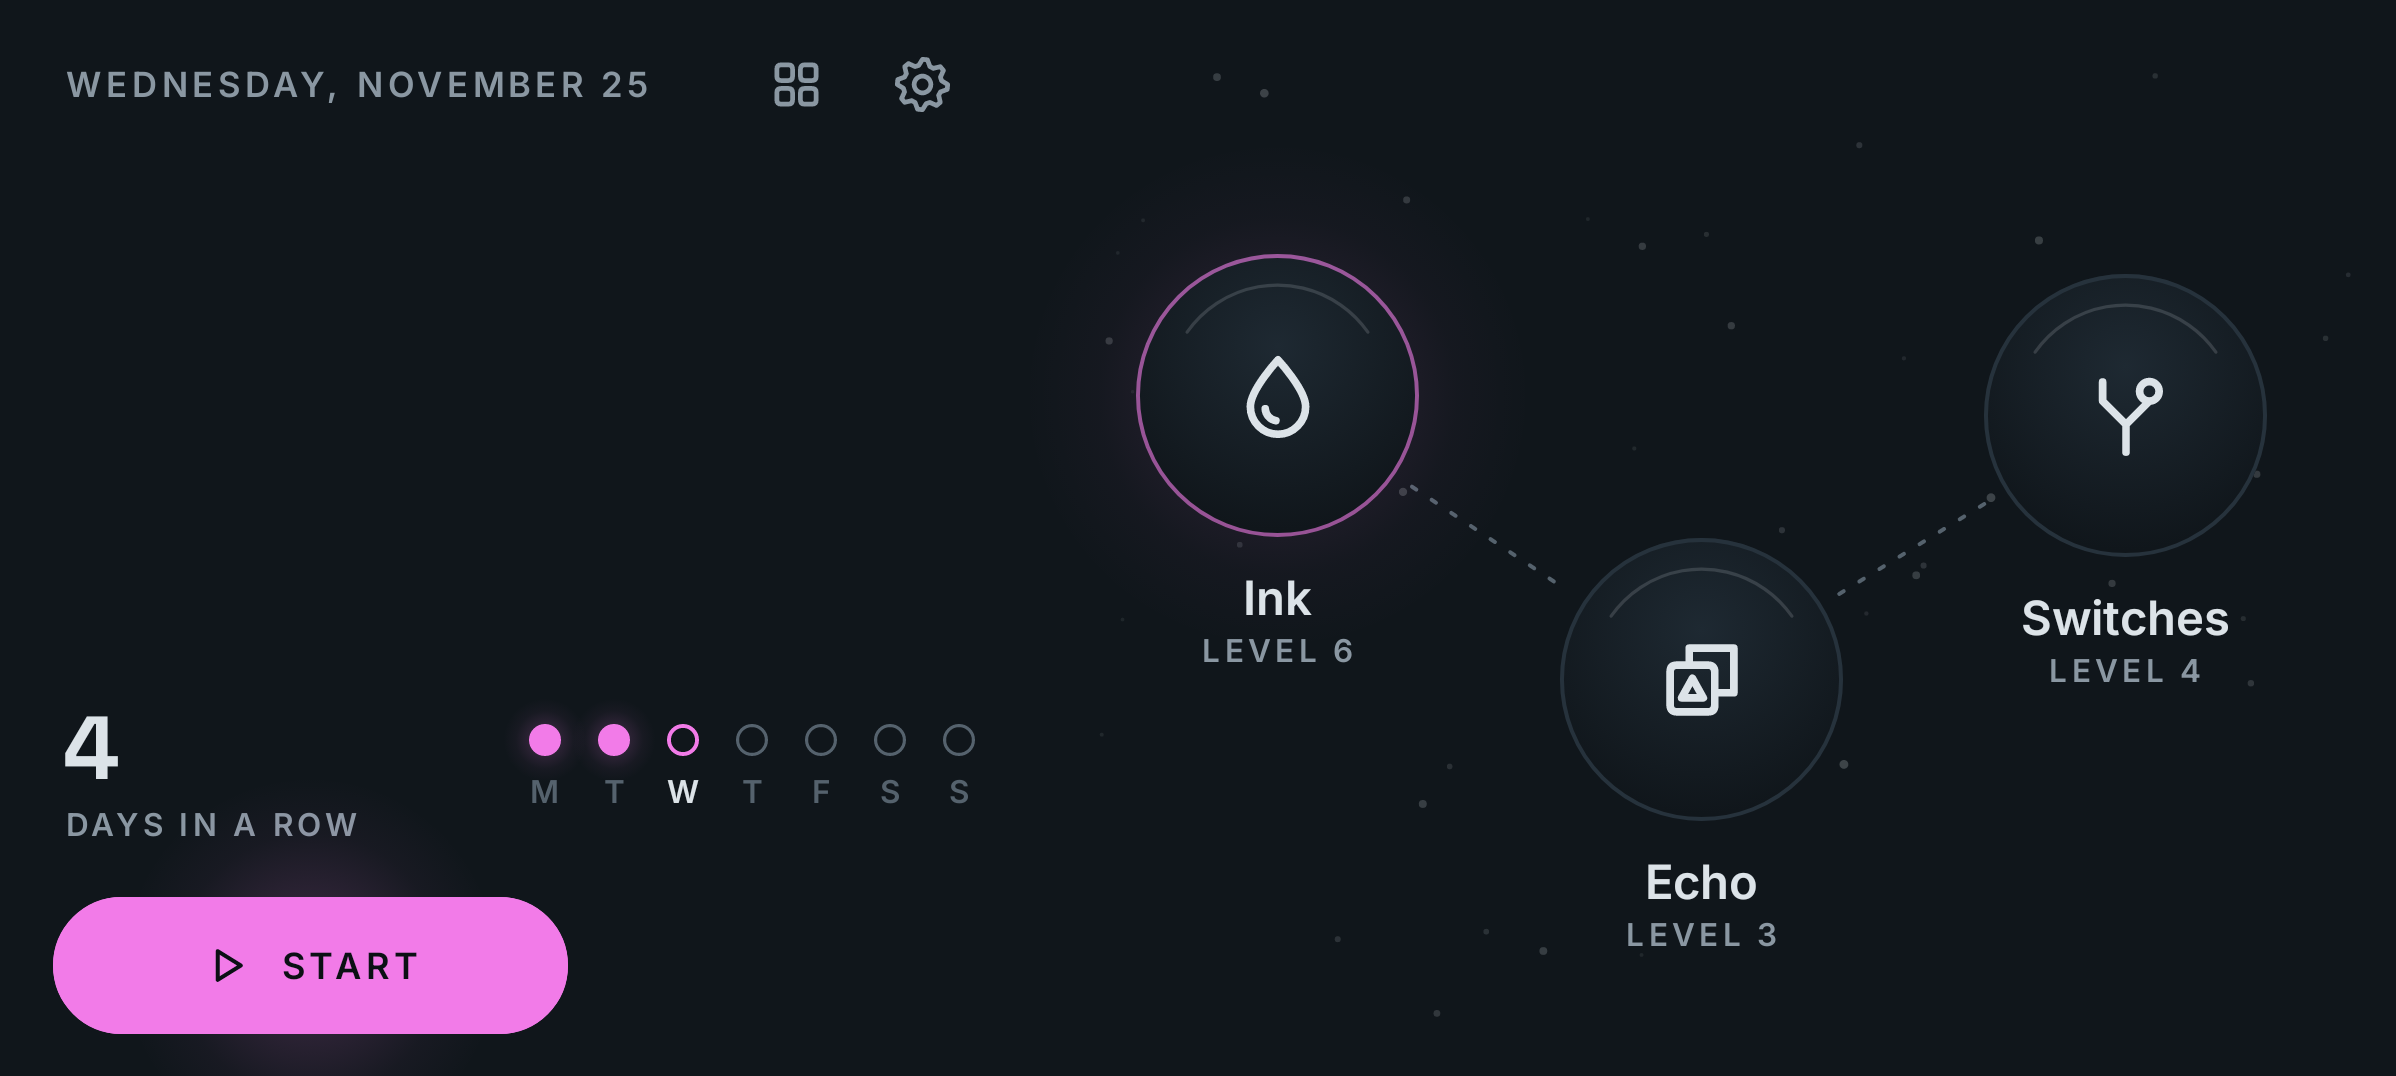 WEDNESDAY, NOVEMBER 25
4
DAYS IN A ROW
M T W T F S S
START
Ink
LEVEL 6
Echo
LEVEL 3
Switches
LEVEL 4